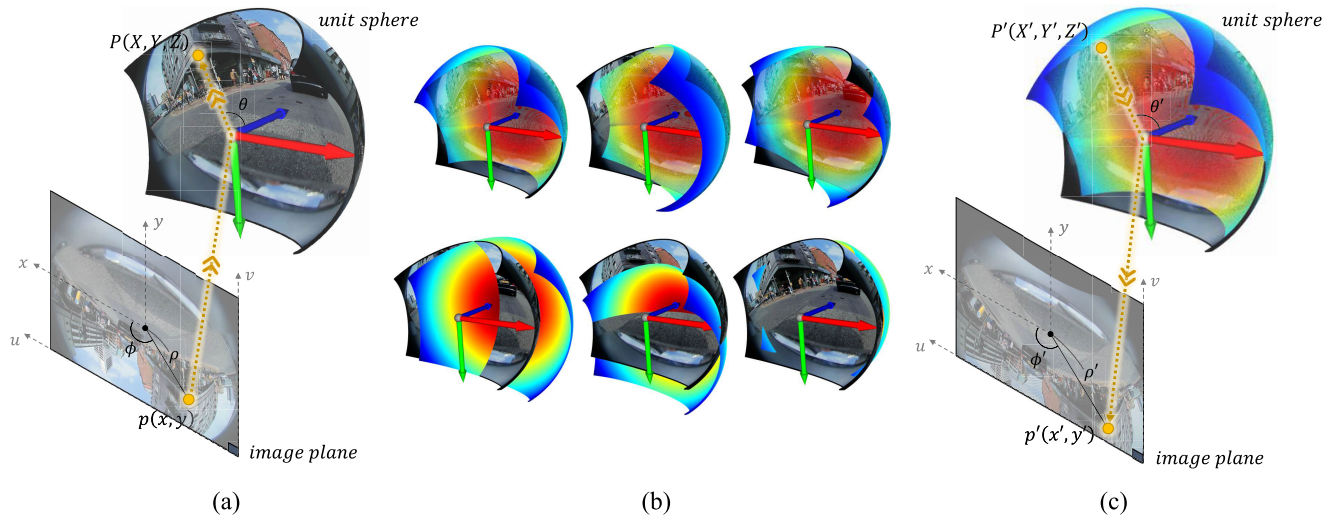 unit sphere
P(X, Y, Z)
θ
y
x
v
u
ϕ
ρ
p(x, y)
image plane
(a)
(b)
unit sphere
P′(X′, Y′, Z′)
θ′
y
x
v
u
ϕ′
ρ′
p′(x′, y′)
image plane
(c)